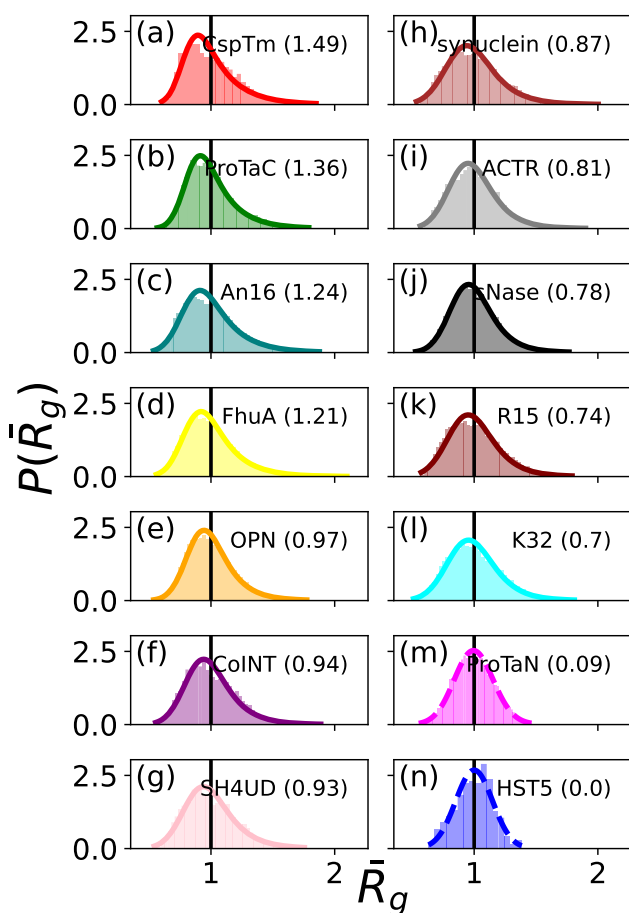 (a) CspTm (1.49)
2.5
0.0
(h) synuclein (0.87)
(b) ProTaC (1.36)
2.5
0.0
(i) ACTR (0.81)
(c) An16 (1.24)
2.5
0.0
(j) sNase (0.78)
(d) FhuA (1.21)
2.5
0.0
(k) R15 (0.74)
(e) OPN (0.97)
2.5
0.0
(l) K32 (0.7)
(f) ColNT (0.94)
2.5
0.0
(m) ProTaN (0.09)
(g) SH4UD (0.93)
2.5
0.0
(n) HST5 (0.0)
1 2
1 2
P(R̄_g)
R̄_g